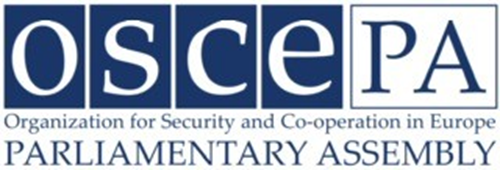 OSCE PA
Organization for Security and Co-operation in Europe
PARLIAMENTARY ASSEMBLY